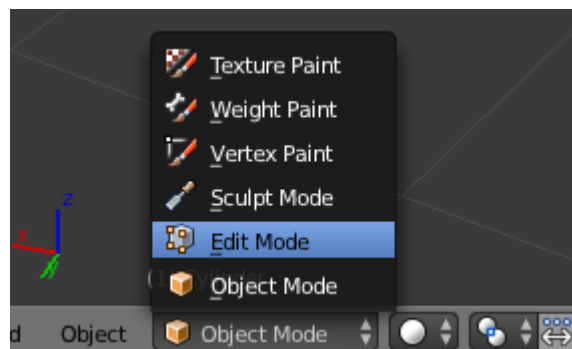 Texture Paint
Weight Paint
Vertex Paint
Sculpt Mode
Edit Mode
Object Mode
z
x
Object Object Mode